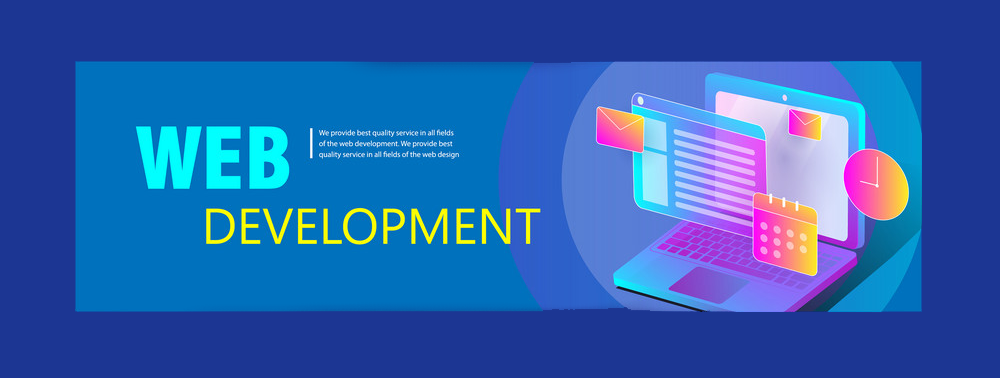 WEB
We provide best quality service in all fields
of the web development. We provide best
quality service in all fields of the web design
DEVELOPMENT